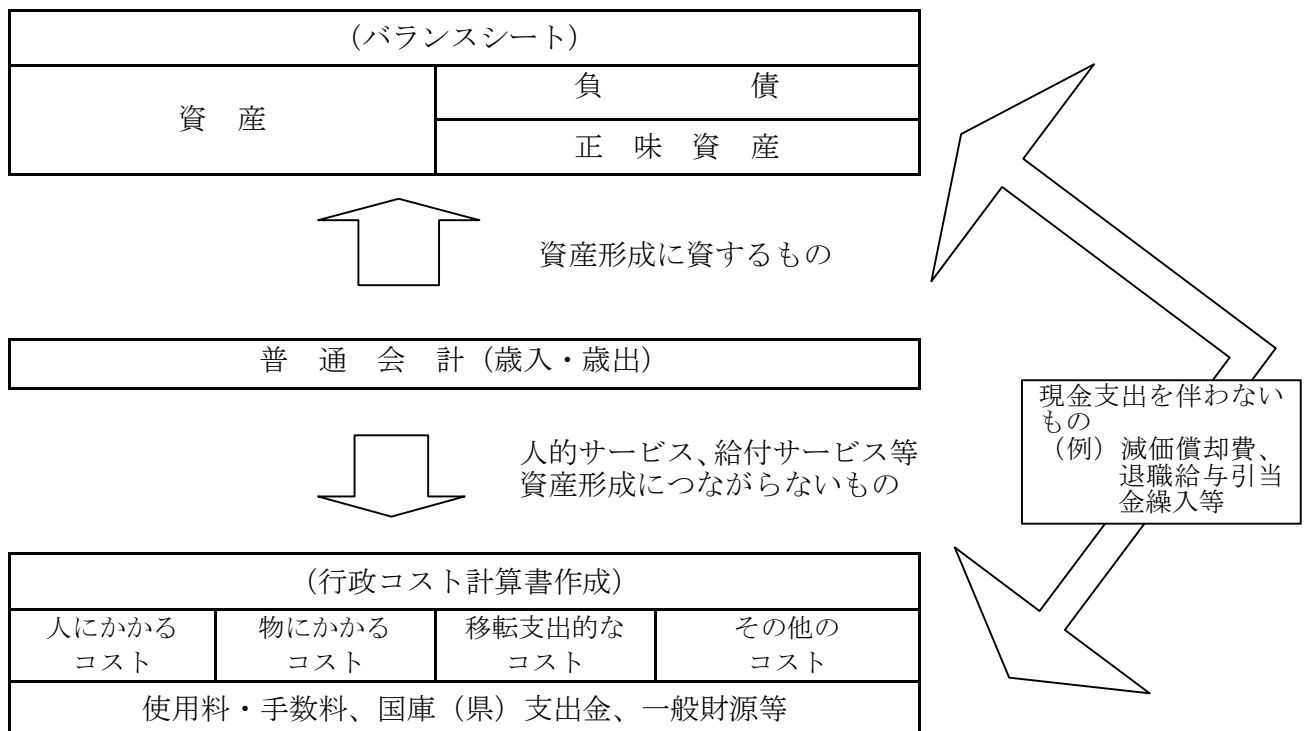 (バランスシート)
資 産
負 債
正 味 資 産
資産形成に資するもの
普 通 会 計(歳入・歳出)
現金支出を伴わない
もの
(例)減価償却費、
退職給与引当
金繰入等
人的サービス、給付サービス等
資産形成につながらないもの
(行政コスト計算書作成)
人にかかる
コスト
物にかかる
コスト
移転支出的な
コスト
その他の
コスト
使用料・手数料、国庫(県)支出金、一般財源等